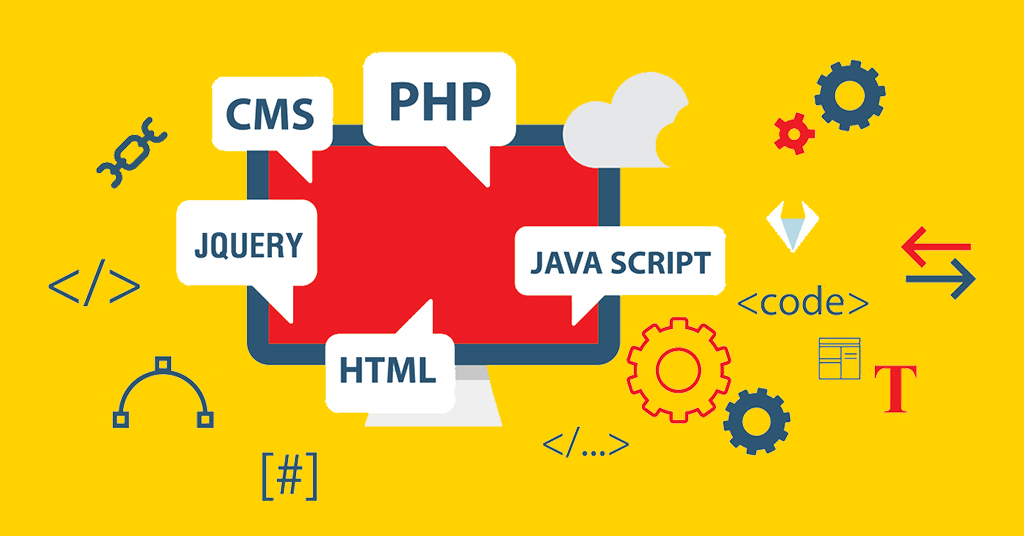 PHP
CMS
JQUERY
JAVA SCRIPT
</>
<code>
HTML
T
</...>
[#]